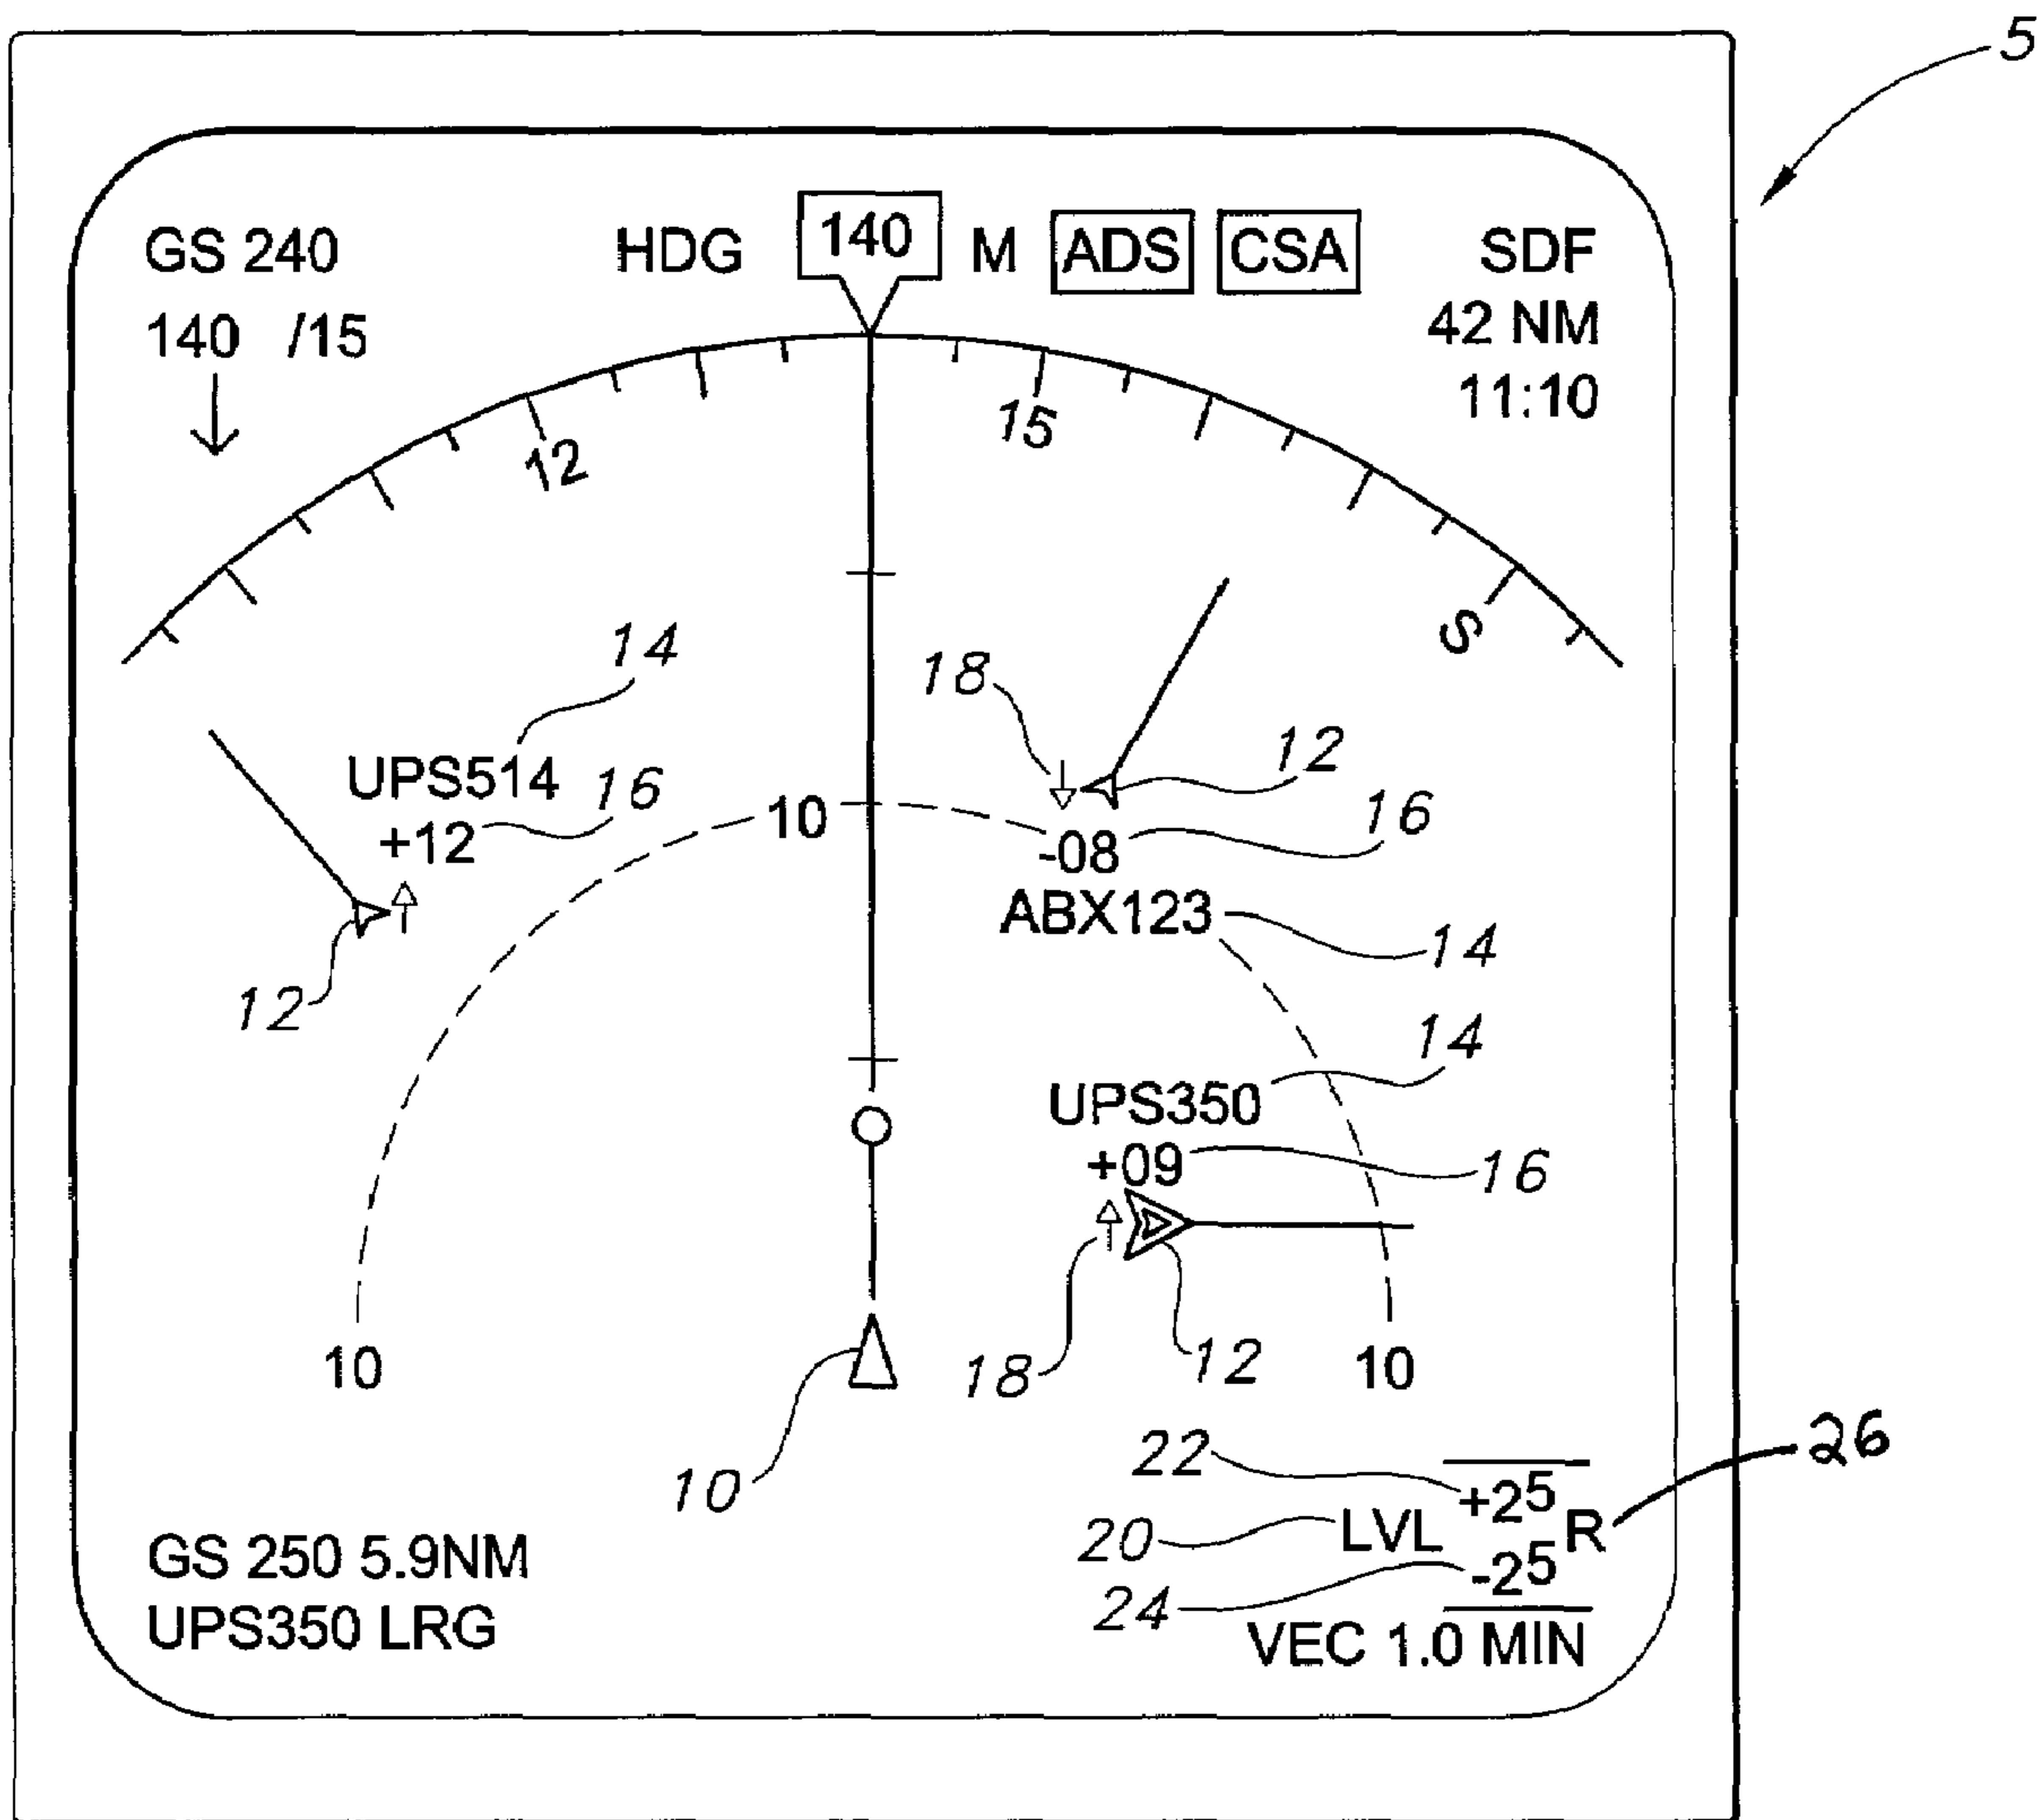 5
GS 240 HDG 140 M ADS CSA SDF
140 /15 42 NM
11:10
12 15
S
14
18
UPS514 16
12
+12 10
16
-08
ABX123
12
14
14
UPS350
+09 16
10 18 12 10
10
22 +25 26
20 LVL R
24 -25
GS 250 5.9NM
UPS350 LRG VEC 1.0 MIN